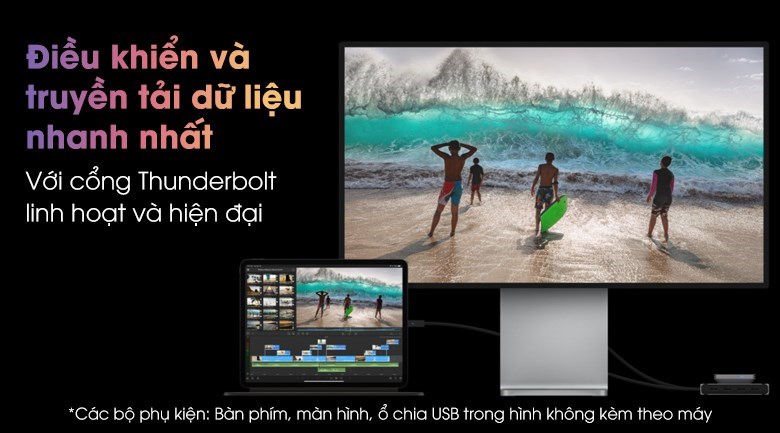 Điều khiển và
truyền tải dữ liệu
nhanh nhất
Với cổng Thunderbolt
linh hoạt và hiện đại
*Các bộ phụ kiện: Bàn phím, màn hình, ổ chia USB trong hình không kèm theo máy